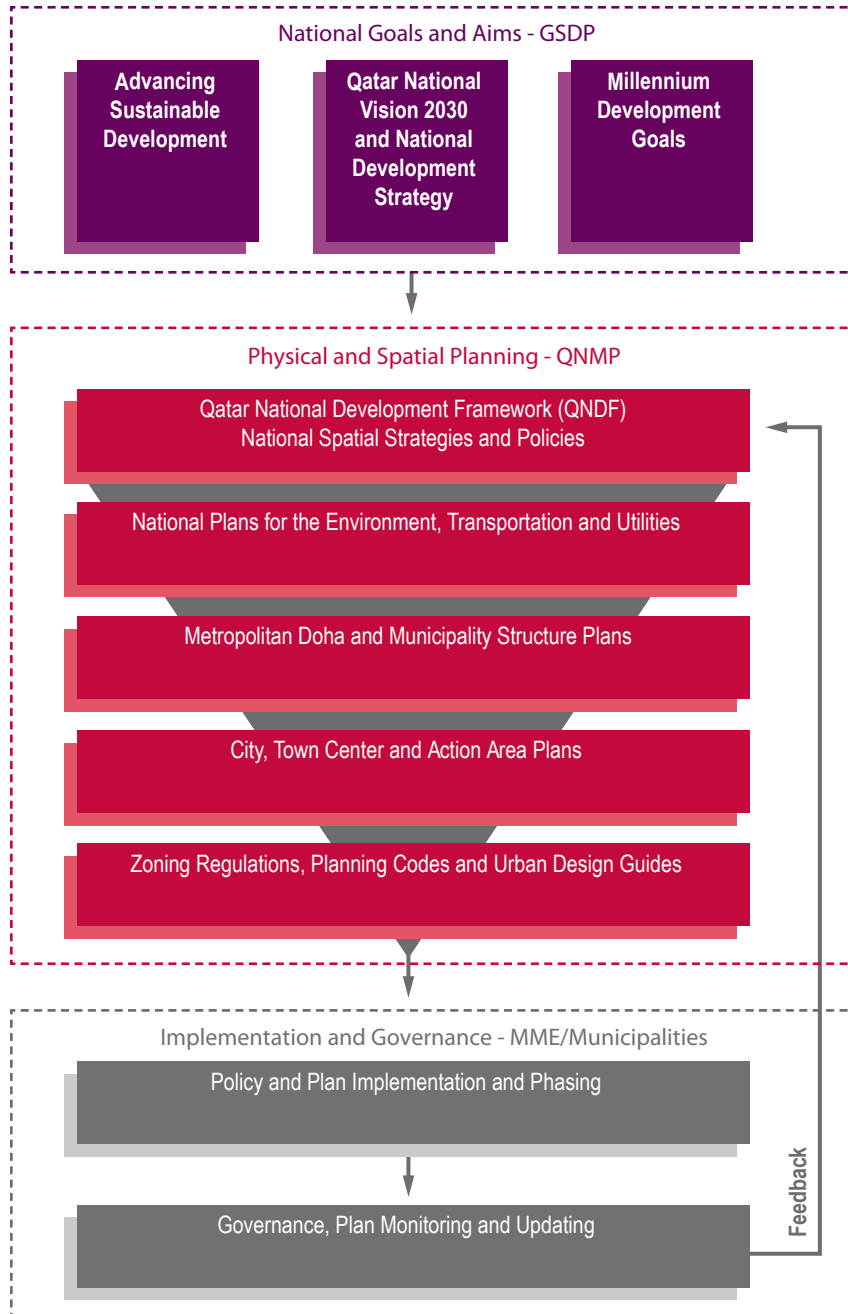 National Goals and Aims - GSDP
Advancing
Sustainable
Development
Qatar National
Vision 2030
and National
Development
Strategy
Millennium
Development
Goals
Physical and Spatial Planning - QNMP
Qatar National Development Framework (QNDF)
National Spatial Strategies and Policies
National Plans for the Environment, Transportation and Utilities
Metropolitan Doha and Municipality Structure Plans
City, Town Center and Action Area Plans
Zoning Regulations, Planning Codes and Urban Design Guides
Implementation and Governance - MME/Municipalities
Policy and Plan Implementation and Phasing
Governance, Plan Monitoring and Updating
Feedback